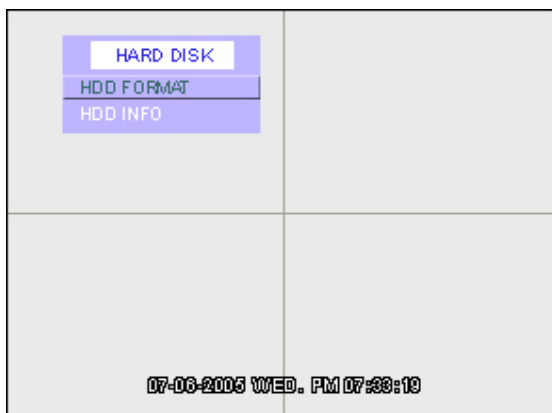 HARD DISK
HDD FORMAT
HDD INFO
07-06-2005 WED. PM 07:33:19